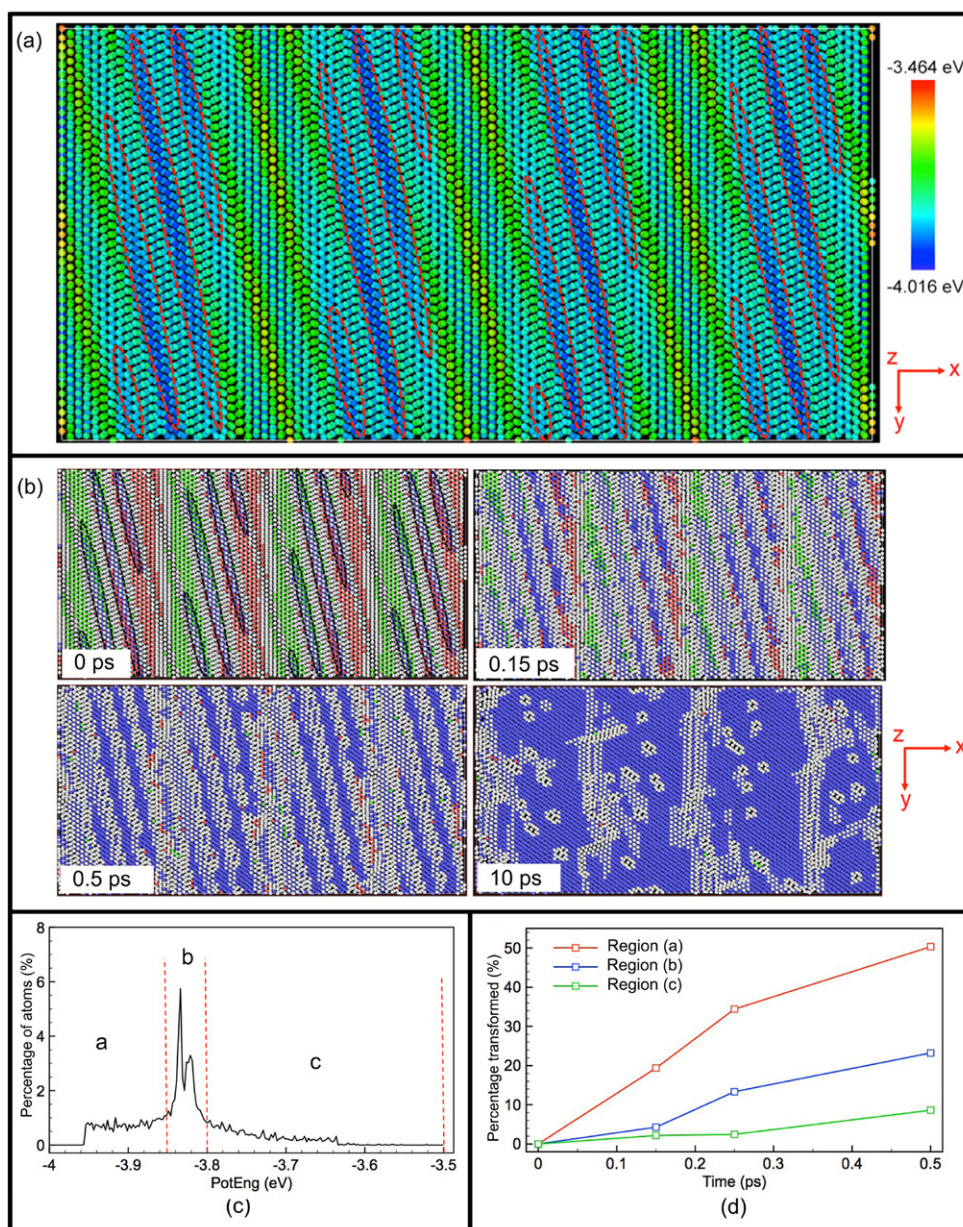 (a)
-3.464 eV
-4.016 eV
z
x
y
(b)
0 ps
0.15 ps
0.5 ps
10 ps
z
x
y
Percentage of atoms (%)
8
6
4
2
0
a
b
c
-4
-3.9
-3.8
-3.7
-3.6
-3.5
PotEng (eV)
(c)
Percentage transformed (%)
50
40
30
20
10
0
Region (a)
Region (b)
Region (c)
0
0.1
0.2
0.3
0.4
0.5
Time (ps)
(d)